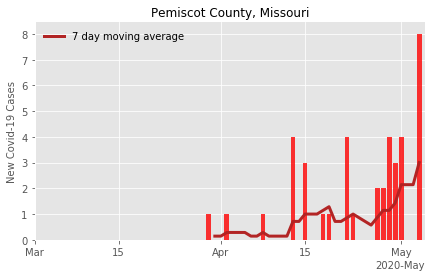 Pemiscot County, Missouri
7 day moving average
New Covid-19 Cases
8
7
6
5
4
3
2
1
0
Mar 15 Apr 15 May
2020-May